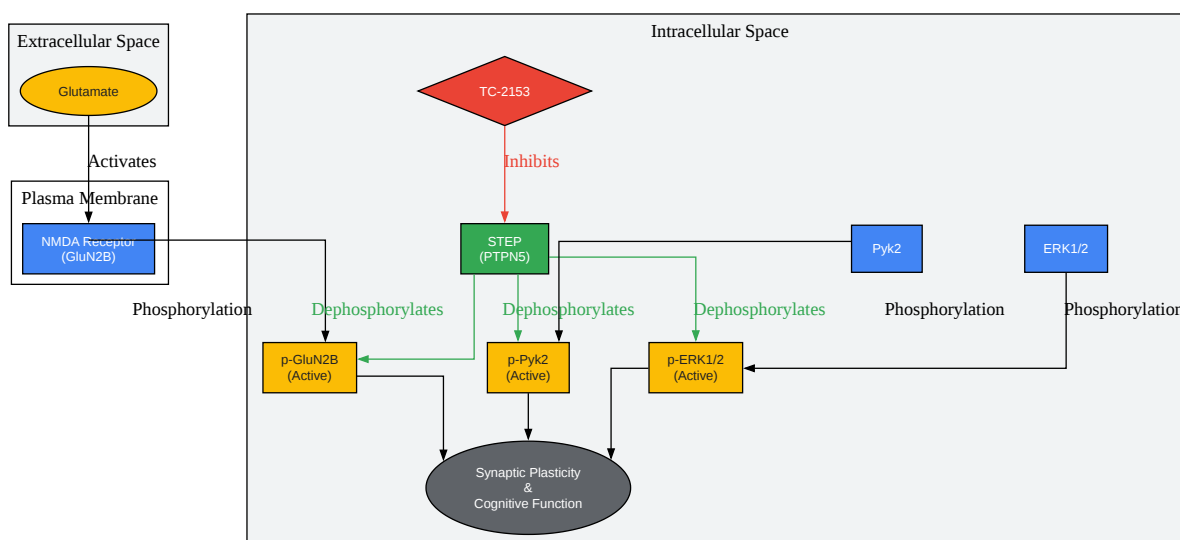 Intracellular Space
Extracellular Space
Glutamate
TC-2153
Activates
Inhibits
Plasma Membrane
NMDA Receptor
(GluN2B)
STEP
(PTPN5)
Pyk2
ERK1/2
Phosphorylation
Dephosphorylates
Dephosphorylates
Dephosphorylates
Phosphorylation
Phosphorylation
p-GluN2B
(Active)
p-Pyk2
(Active)
p-ERK1/2
(Active)
Synaptic Plasticity
&
Cognitive Function